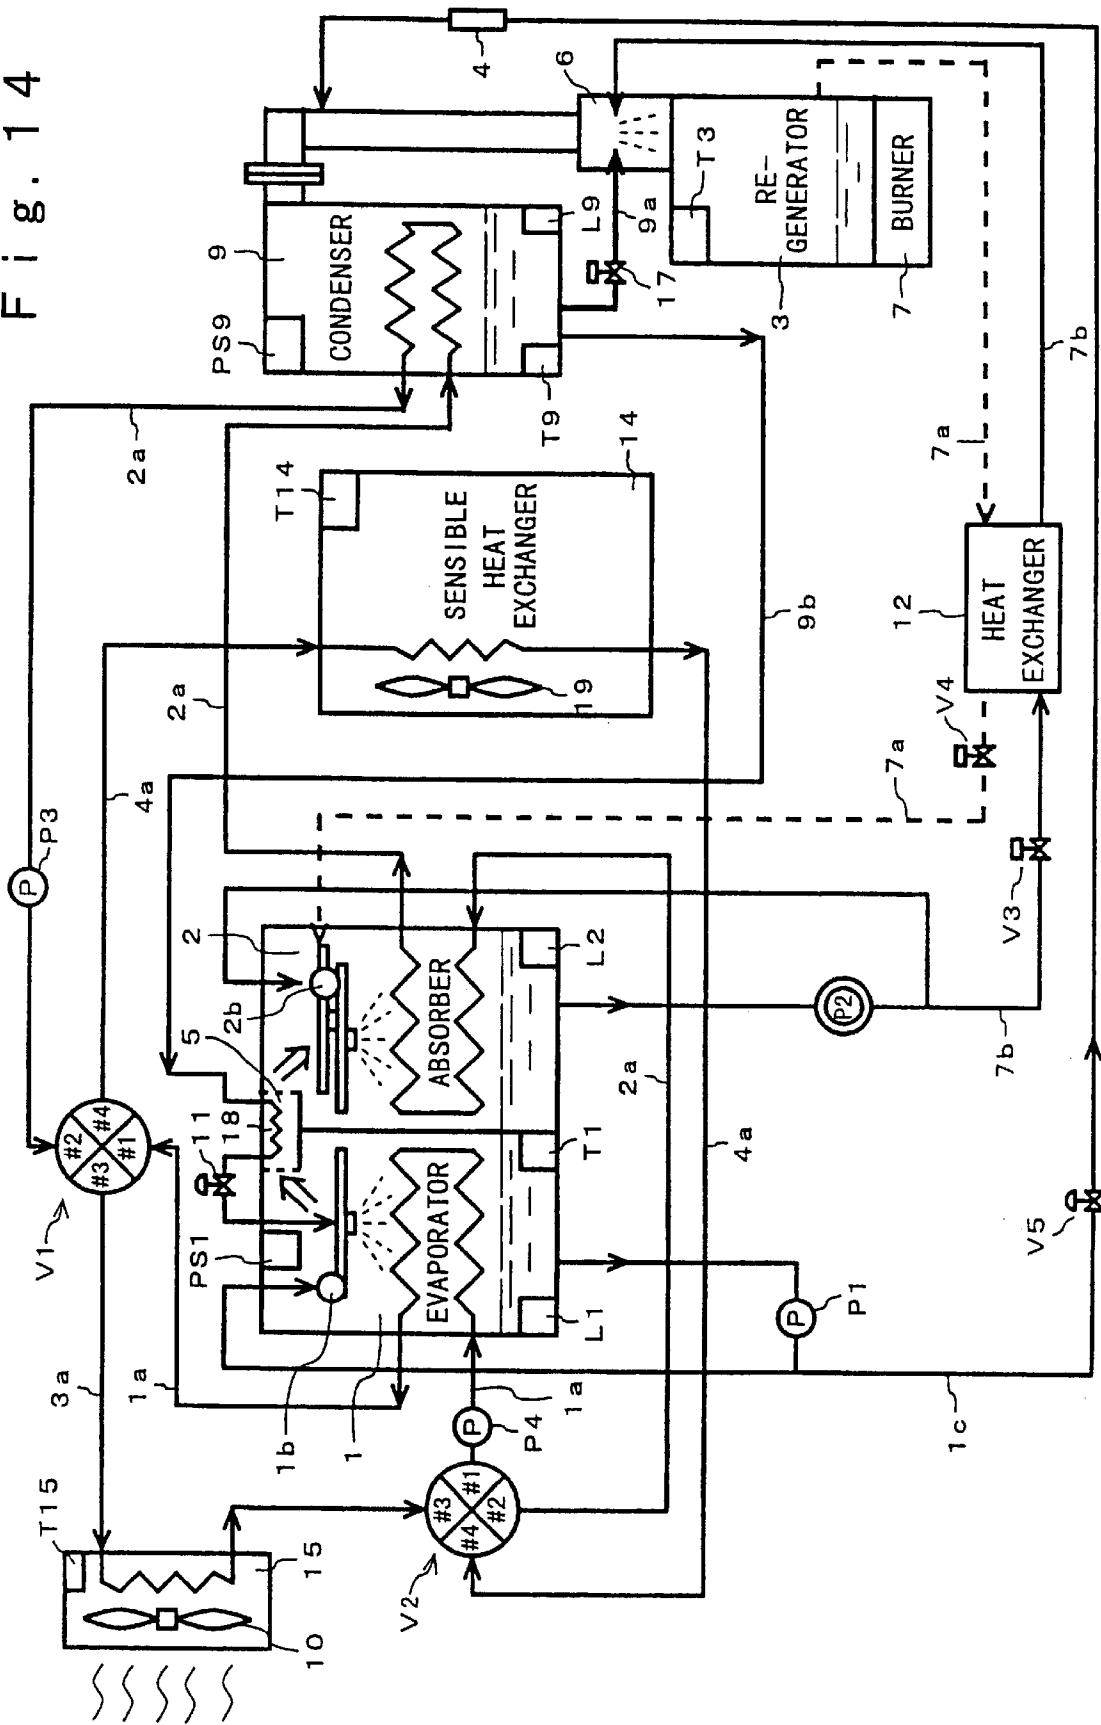 Fig. 14
P
P3
V1
T15
3a
#2
#3
#4
#1
1a
4a
2a
2a
PS1
11
5
2
18
2b
PS9
9
T14
1b
15
10
CONDENSER
1
V2
EVAPORATOR
ABSORBER
#3
#4
#1
#2
P
P4
1a
SENSIBLE
HEAT
EXCHANGER
4
T9
6
19
L1
T1
L2
L9
14
9a
2a
17
T3
4a
RE-
GENERATOR
3
P
P1
9b
P2
BURNER
7
7a
12
V4
7a
1c
HEAT
EXCHANGER
7b
V3
V5
7b